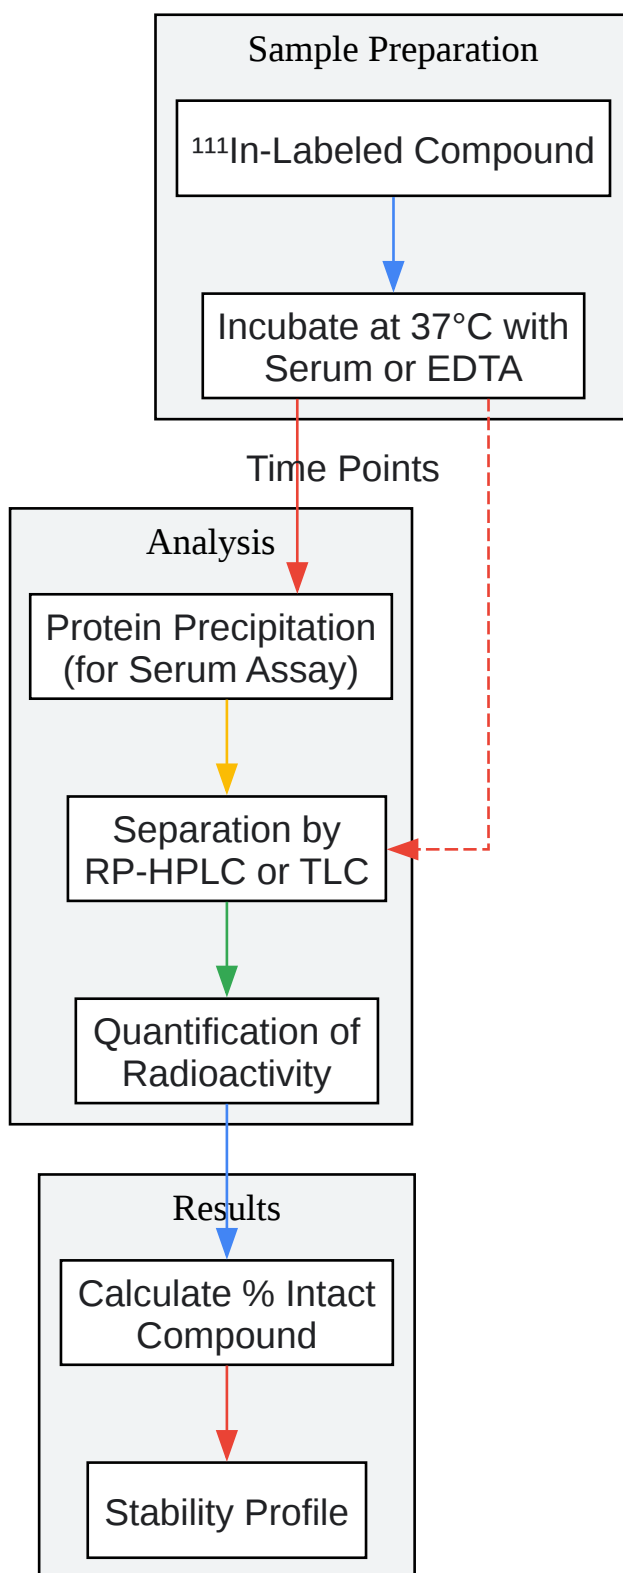 Sample Preparation
¹¹¹In-Labeled Compound
Incubate at 37°C with
Serum or EDTA
Time Points
Analysis
Protein Precipitation
(for Serum Assay)
Separation by
RP-HPLC or TLC
Quantification of
Radioactivity
Results
Calculate % Intact
Compound
Stability Profile